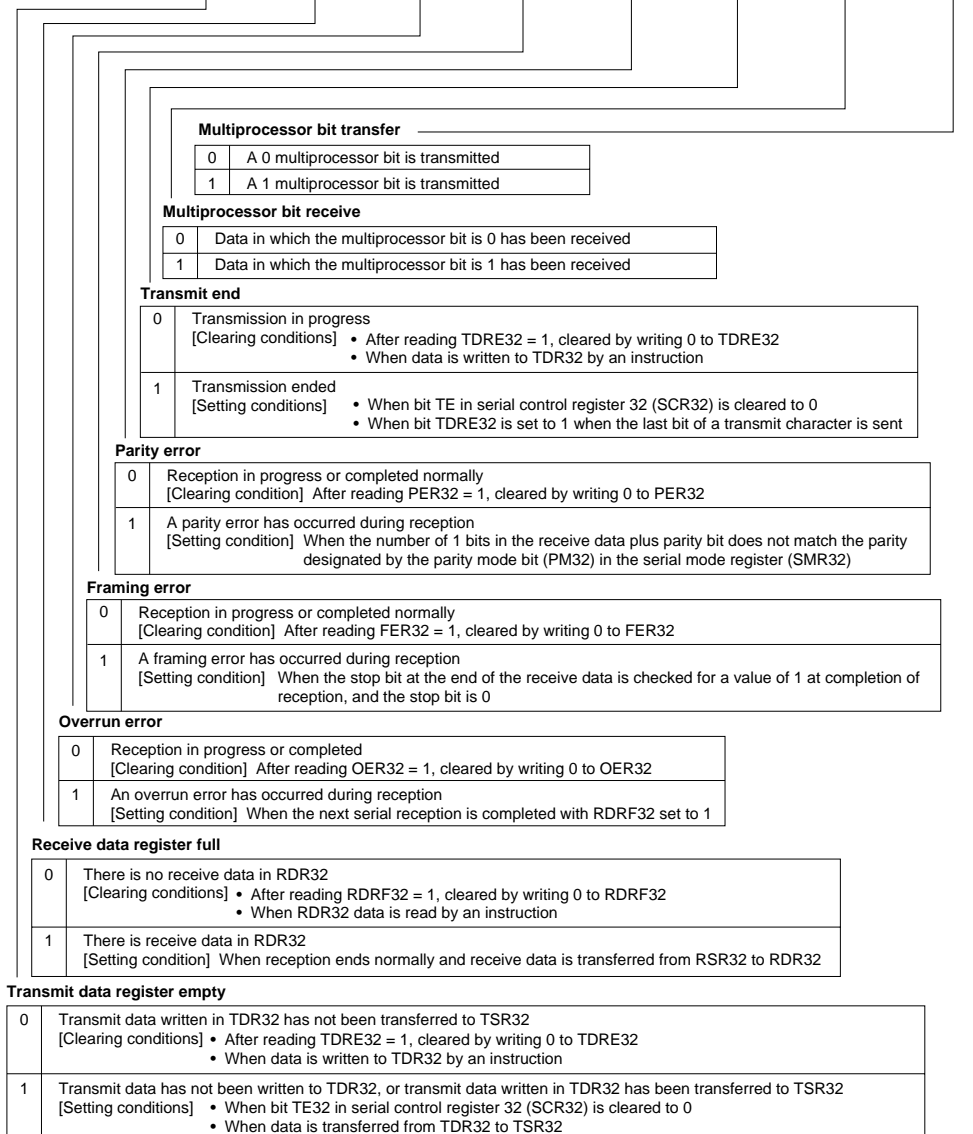 Multiprocessor bit transfer
0 A 0 multiprocessor bit is transmitted
1 A 1 multiprocessor bit is transmitted
Multiprocessor bit receive
0 Data in which the multiprocessor bit is 0 has been received
1 Data in which the multiprocessor bit is 1 has been received
Transmit end
0 Transmission in progress
[Clearing conditions] • After reading TDRE32 = 1, cleared by writing 0 to TDRE32
• When data is written to TDR32 by an instruction
1 Transmission ended
[Setting conditions] • When bit TE in serial control register 32 (SCR32) is cleared to 0
• When bit TDRE32 is set to 1 when the last bit of a transmit character is sent
Parity error
0 Reception in progress or completed normally
[Clearing condition] After reading PER32 = 1, cleared by writing 0 to PER32
1 A parity error has occurred during reception
[Setting condition] When the number of 1 bits in the receive data plus parity bit does not match the parity
designated by the parity mode bit (PM32) in the serial mode register (SMR32)
Framing error
0 Reception in progress or completed normally
[Clearing condition] After reading FER32 = 1, cleared by writing 0 to FER32
1 A framing error has occurred during reception
[Setting condition] When the stop bit at the end of the receive data is checked for a value of 1 at completion of
reception, and the stop bit is 0
Overrun error
0 Reception in progress or completed
[Clearing condition] After reading OER32 = 1, cleared by writing 0 to OER32
1 An overrun error has occurred during reception
[Setting condition] When the next serial reception is completed with RDRF32 set to 1
Receive data register full
0 There is no receive data in RDR32
[Clearing conditions] • After reading RDRF32 = 1, cleared by writing 0 to RDRF32
• When RDR32 data is read by an instruction
1 There is receive data in RDR32
[Setting condition] When reception ends normally and receive data is transferred from RSR32 to RDR32
Transmit data register empty
0 Transmit data written in TDR32 has not been transferred to TSR32
[Clearing conditions] • After reading TDRE32 = 1, cleared by writing 0 to TDRE32
• When data is written to TDR32 by an instruction
1 Transmit data has not been written to TDR32, or transmit data written in TDR32 has been transferred to TSR32
[Setting conditions] • When bit TE32 in serial control register 32 (SCR32) is cleared to 0
• When data is transferred from TDR32 to TSR32